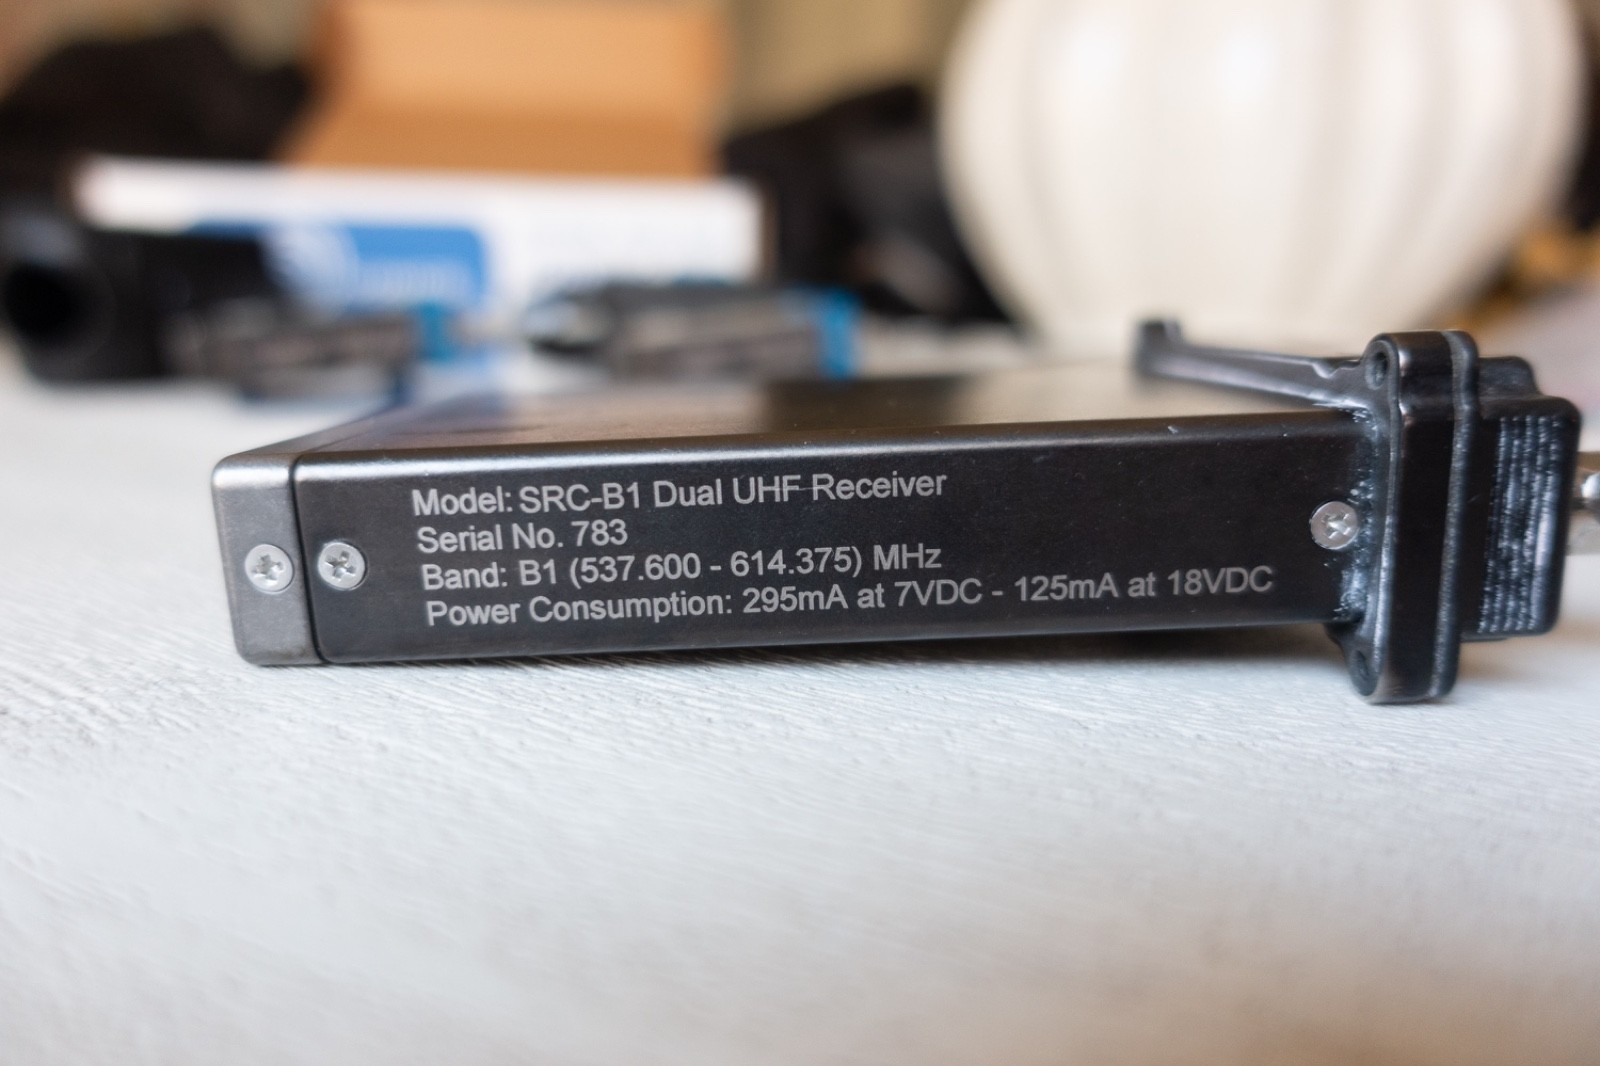 Model: SRC-B1 Dual UHF Receiver
Serial No. 783
Band: B1 (537.600 - 614.375) MHz
Power Consumption: 295mA at 7VDC - 125mA at 18VDC